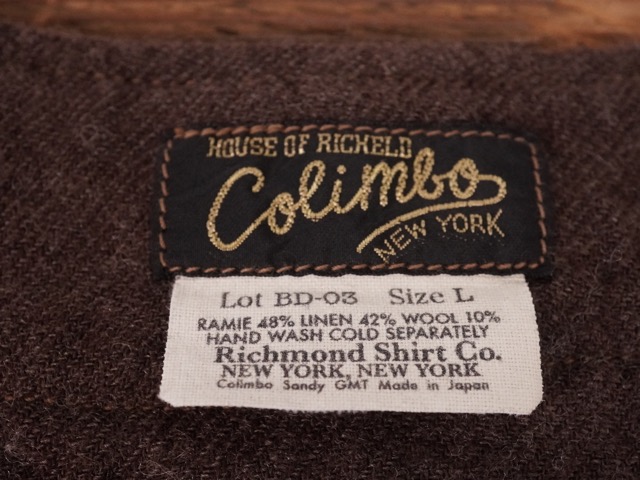 HOUSE OF RICHELD
Colimbo
NEW YORK
Lot BD-03 Size L
RAMIE 48% LINEN 42% WOOL 10%
HAND WASH COLD SEPARATELY
Richmond Shirt Co.
NEW YORK, NEW YORK
Colimbo Sandy GMT Made in Japan